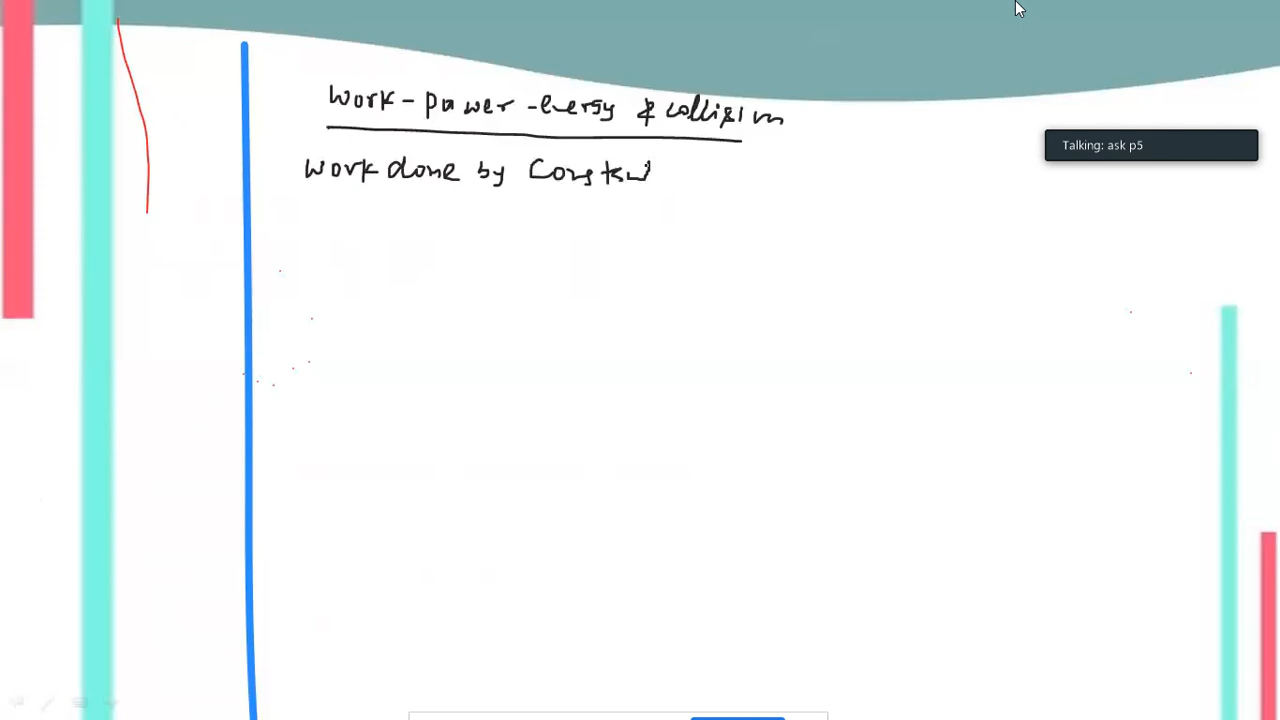 Work - power - energy & collision
Work done by Constant
Talking: ask p5